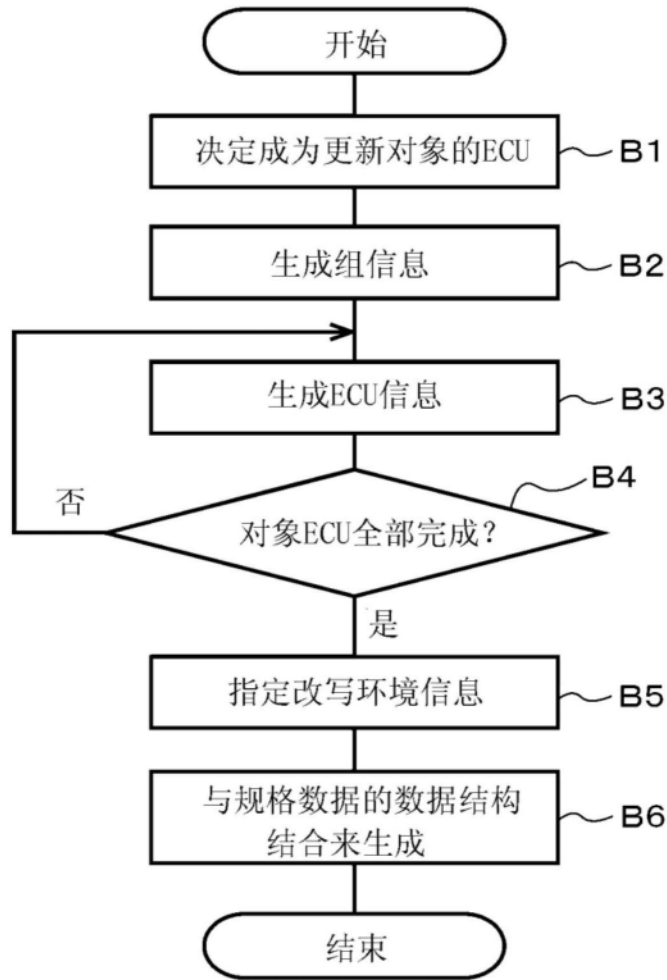 开始
决定成为更新对象的ECU
B1
生成组信息
B2
生成ECU信息
B3
B4
否
对象ECU全部完成？
是
指定改写环境信息
B5
与规格数据的数据结构
结合来生成
B6
结束